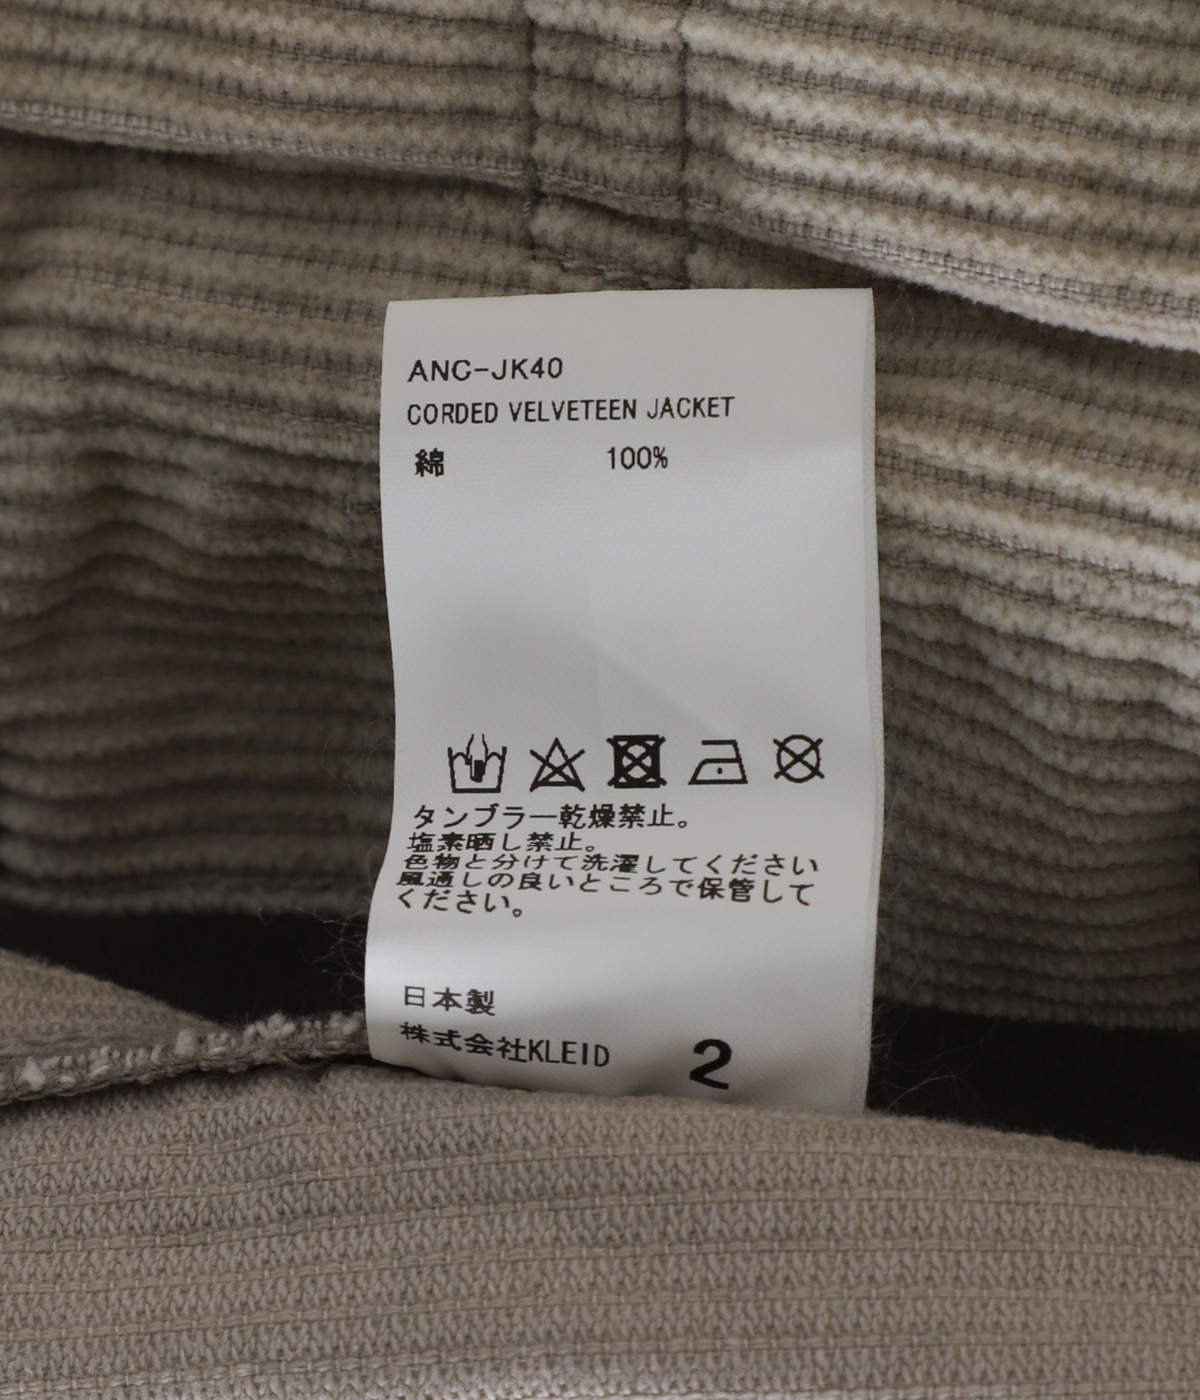 ANC-JK40
CORDED VELVETEEN JACKET
綿 100%
タンブラー乾燥禁止。
塩素晒し禁止。
色物と分けて洗濯してください
風通しの良いところで保管して
ください。
日本製
株式会社KLEID 2